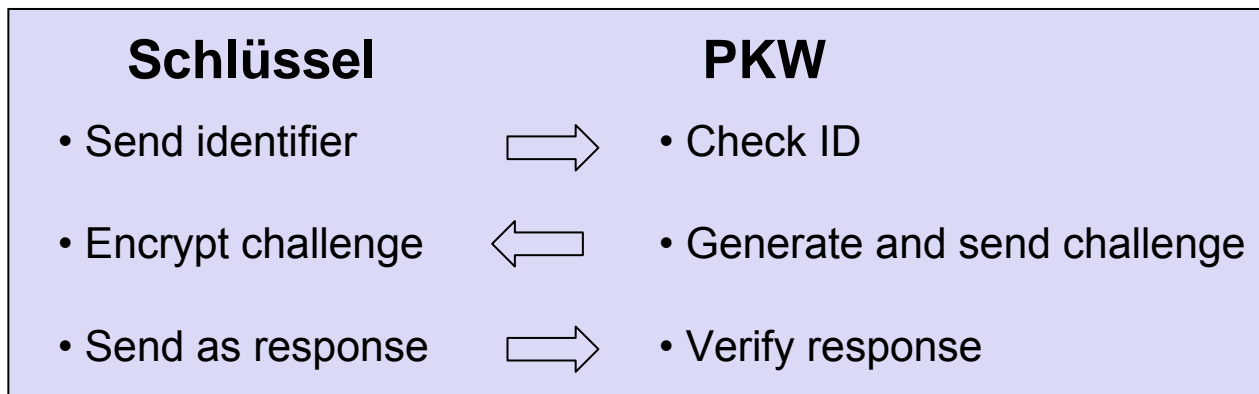 Schlüssel PKW
• Send identifier • Check ID
• Encrypt challenge • Generate and send challenge
• Send as response • Verify response